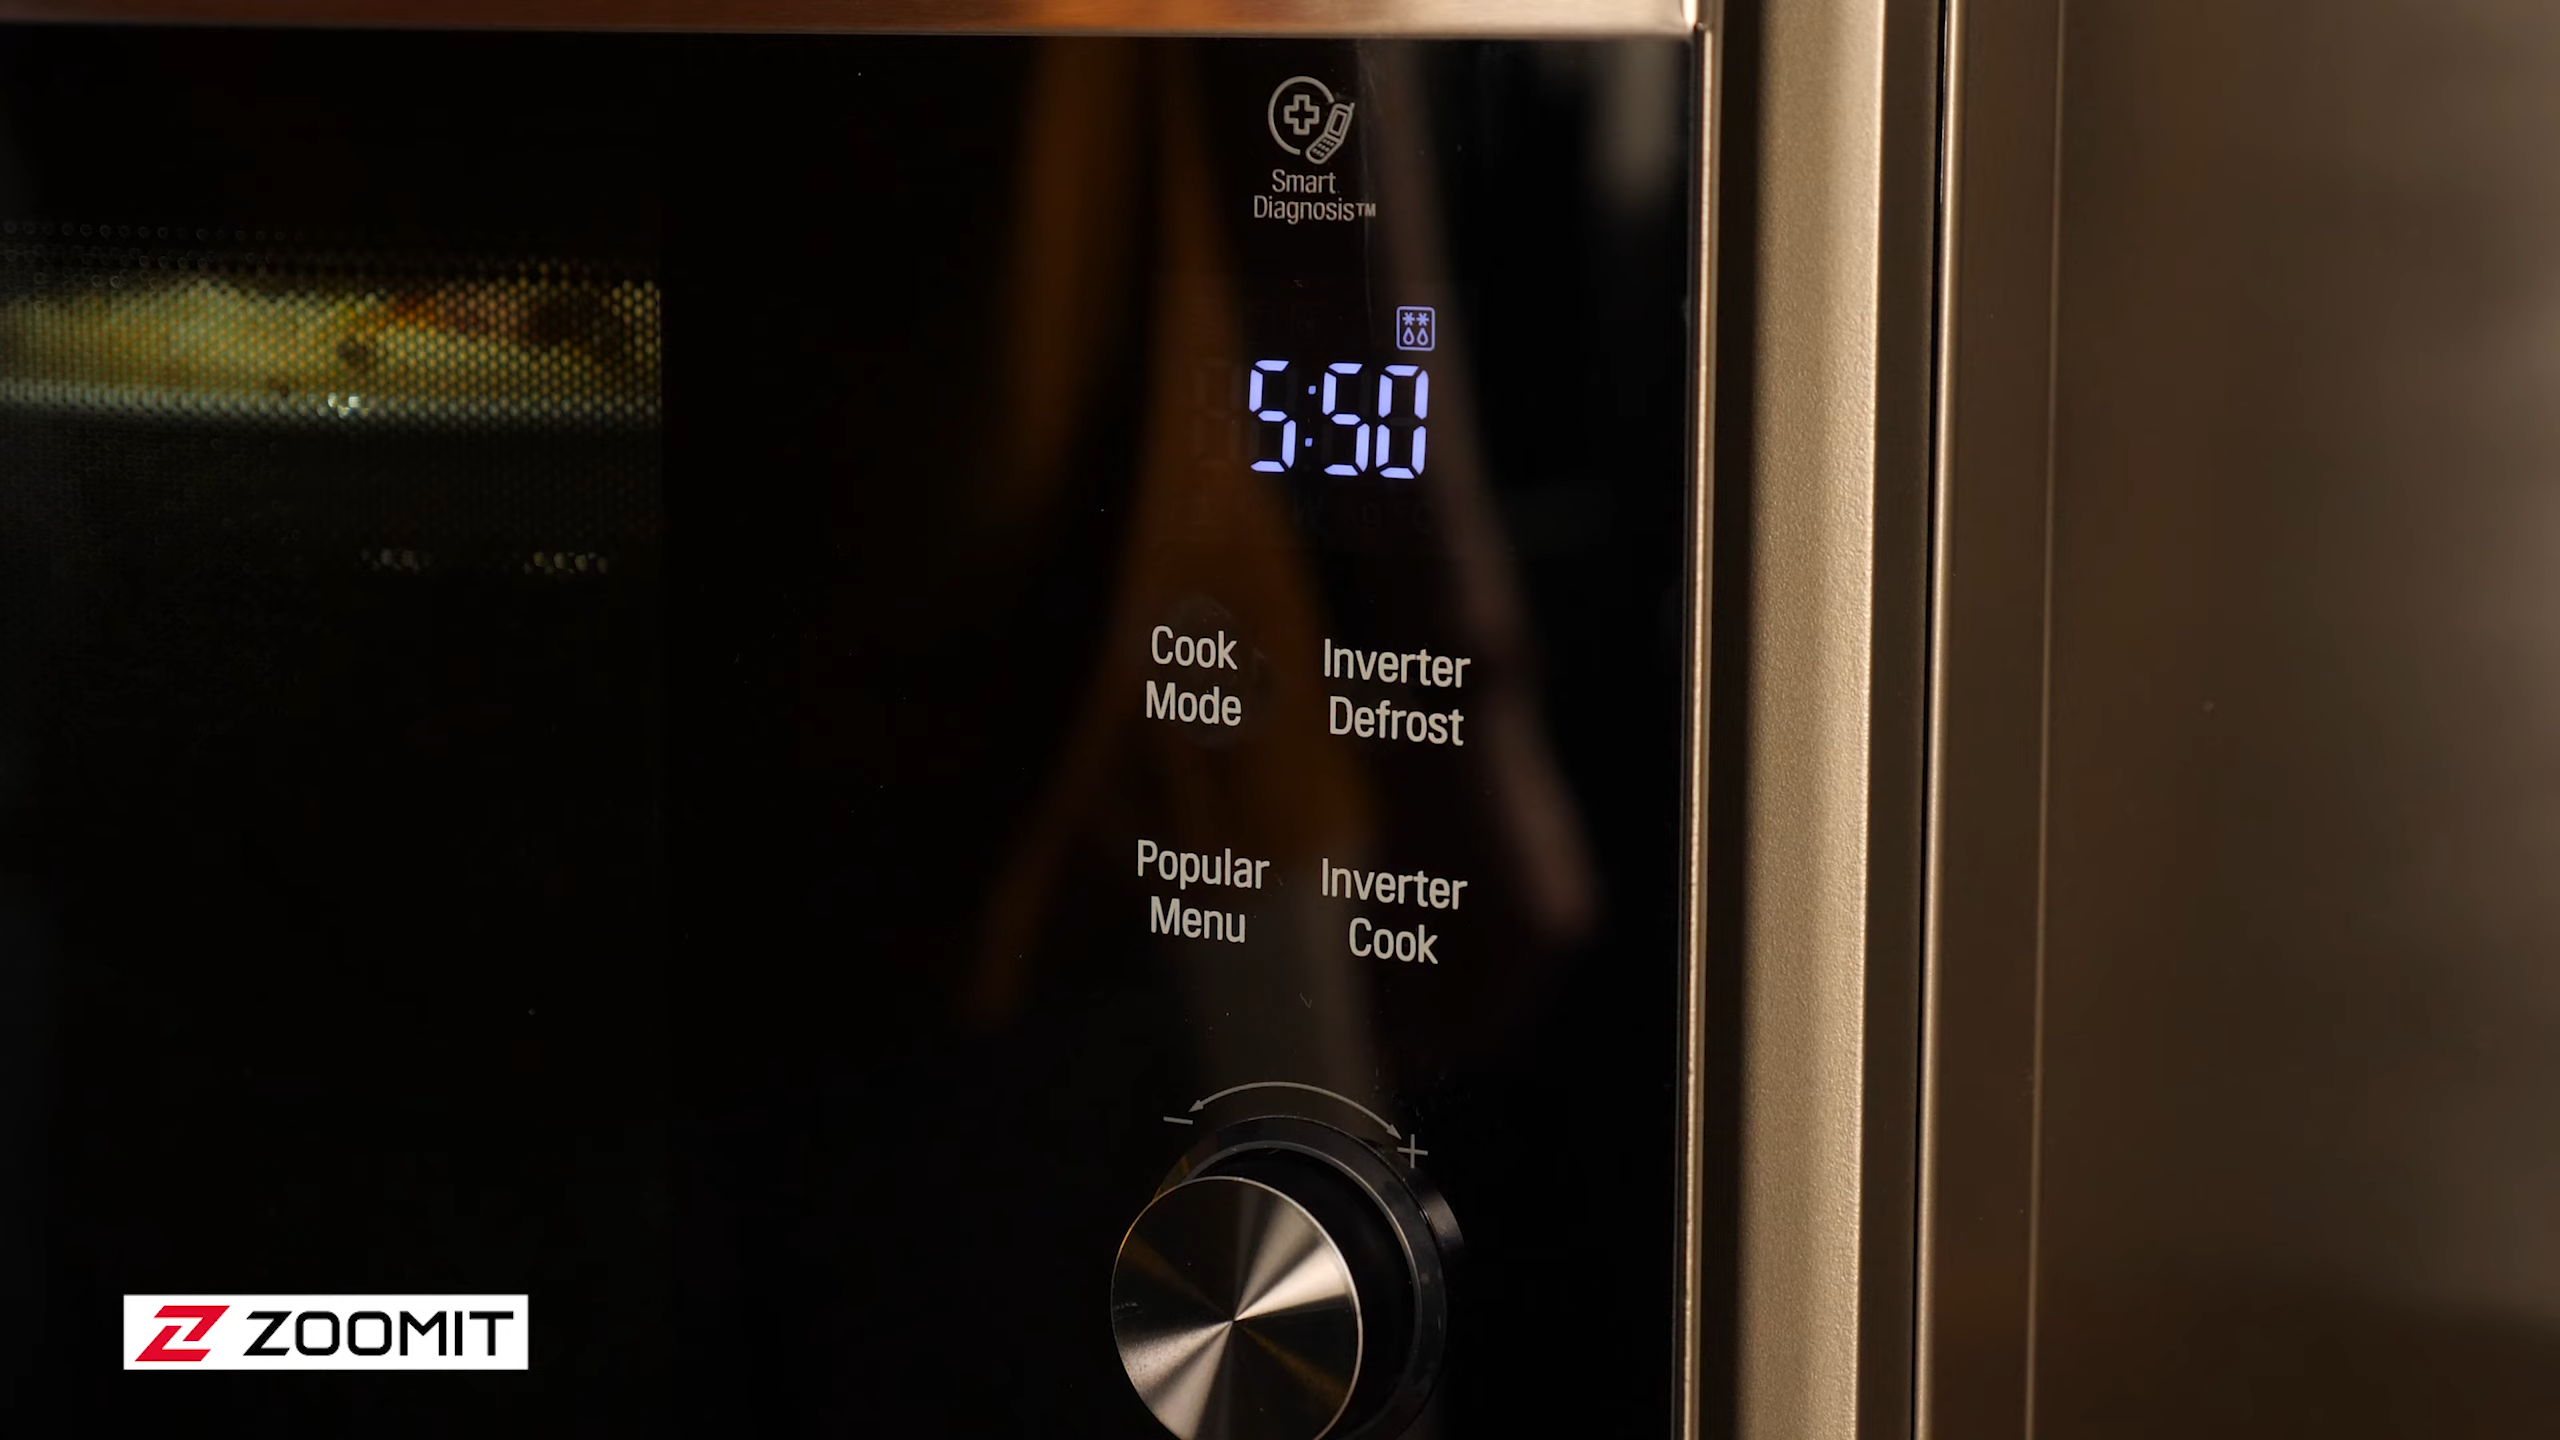 Smart
Diagnosis™
5:50
Cook
Mode
Inverter
Defrost
Popular
Menu
Inverter
Cook
− +
ZOOMIT